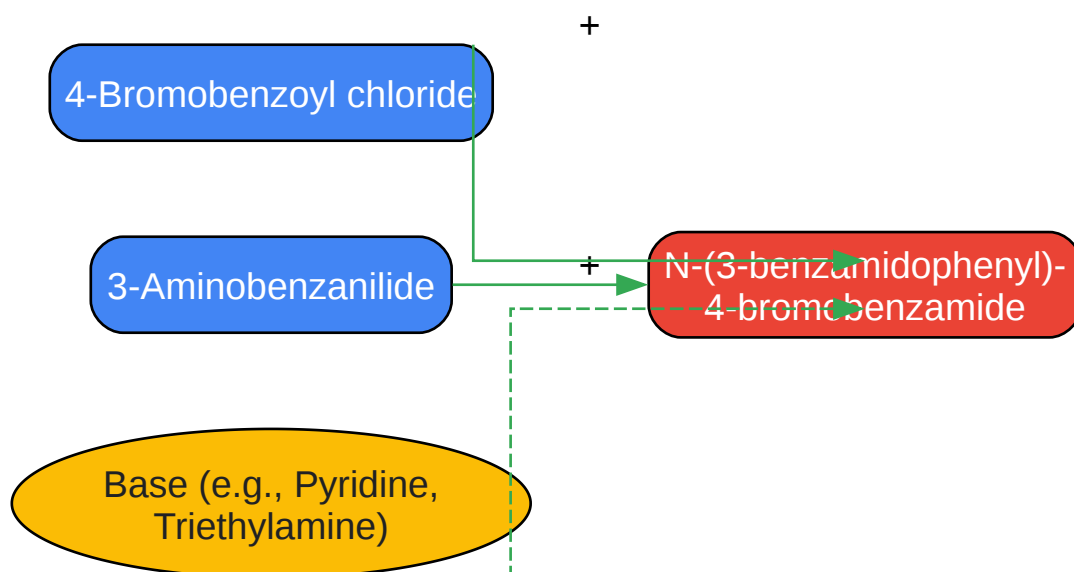 +
4-Bromobenzoyl chloride
3-Aminobenzanilide
+
N-(3-benzamidophenyl)-
4-bromobenzamide
Base (e.g., Pyridine,
Triethylamine)